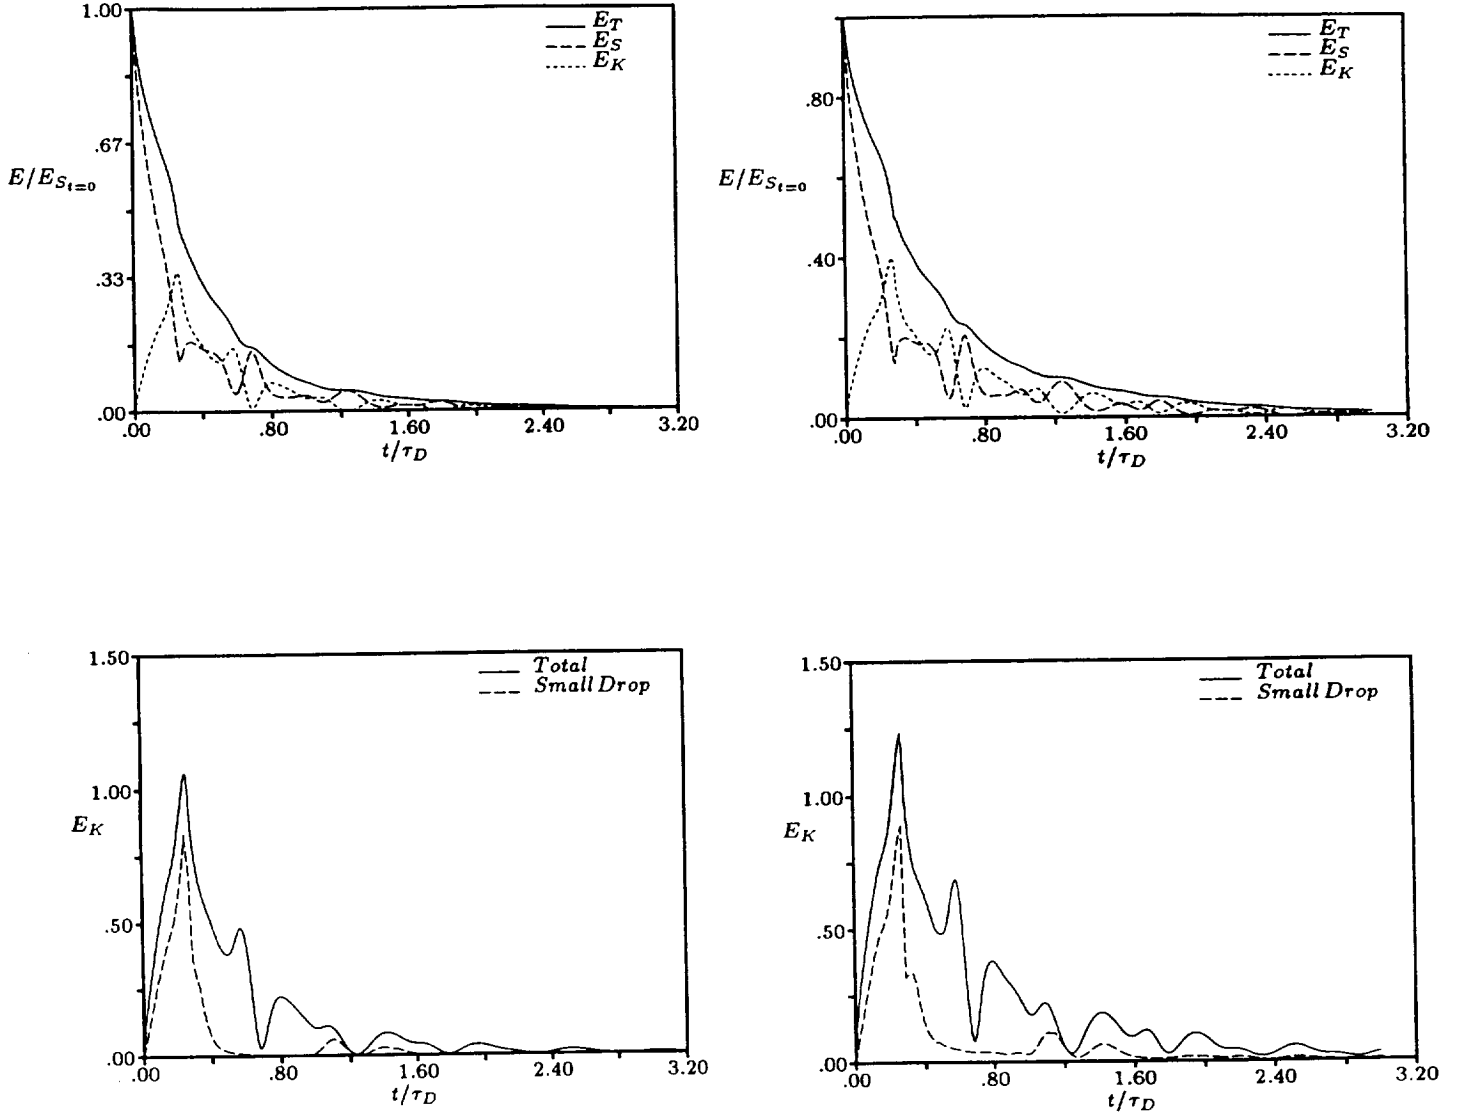 1.00
.67
.33
.00
E/E_{S_{t=0}}
E_T
E_S
E_K
.00 .80 1.60 2.40 3.20
t/τ_D
.80
.40
.00
E/E_{S_{t=0}}
E_T
E_S
E_K
.00 .80 1.60 2.40 3.20
t/τ_D
1.50
1.00
.50
.00
E_K
Total
Small Drop
.00 .80 1.60 2.40 3.20
t/τ_D
1.50
1.00
.50
.00
E_K
Total
Small Drop
.00 .80 1.60 2.40 3.20
t/τ_D